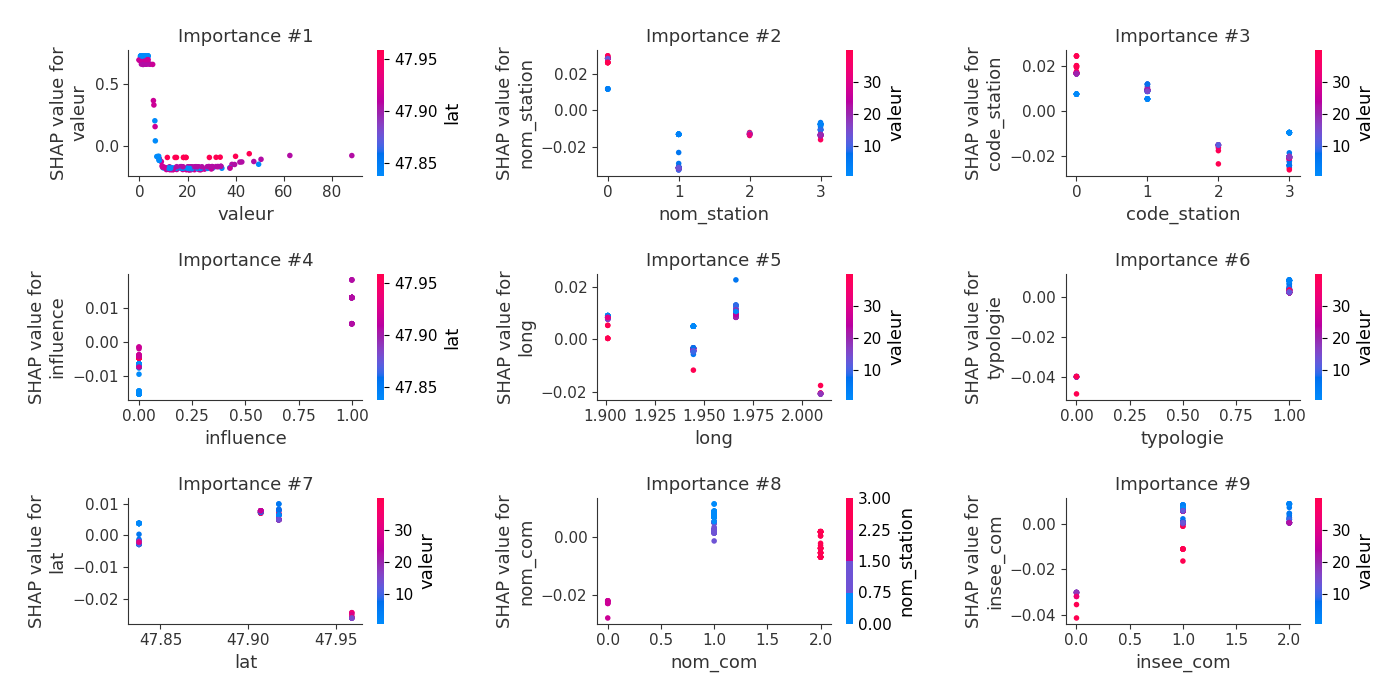 Importance #1
SHAP value for
valeur
0.5
0.0
0 20 40 60 80
valeur
47.95
47.90
47.85
lat
Importance #2
SHAP value for
nom_station
0.02
0.00
−0.02
0 1 2 3
nom_station
30
20
10
valeur
Importance #3
SHAP value for
code_station
0.02
0.00
−0.02
0 1 2 3
code_station
30
20
10
valeur
Importance #4
SHAP value for
influence
0.01
0.00
−0.01
0.00 0.25 0.50 0.75 1.00
influence
47.95
47.90
47.85
lat
Importance #5
SHAP value for
long
0.02
0.00
−0.02
1.900 1.925 1.950 1.975 2.000
long
30
20
10
valeur
Importance #6
SHAP value for
typologie
0.00
−0.02
−0.04
0.00 0.25 0.50 0.75 1.00
typologie
30
20
10
valeur
Importance #7
SHAP value for
lat
0.01
0.00
−0.02
47.85 47.90 47.95
lat
30
20
10
valeur
Importance #8
SHAP value for
nom_com
0.00
−0.02
0.0 0.5 1.0 1.5 2.0
nom_com
3.00
2.25
1.50
0.75
0.00
nom_station
Importance #9
SHAP value for
insee_com
0.00
−0.02
−0.04
0.0 0.5 1.0 1.5 2.0
insee_com
30
20
10
valeur